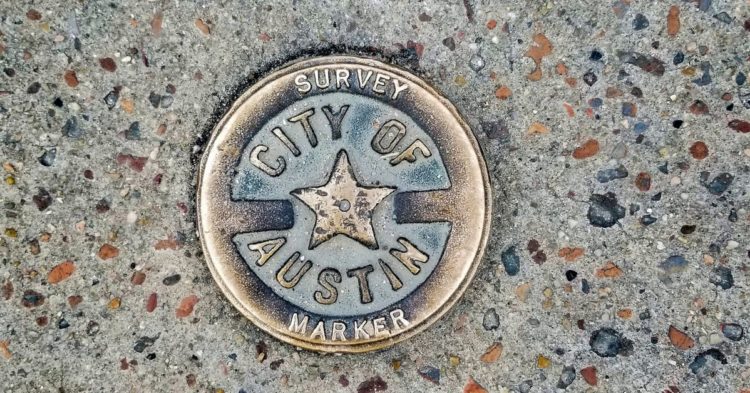 SURVEY
CITY OF
AUSTIN
MARKER